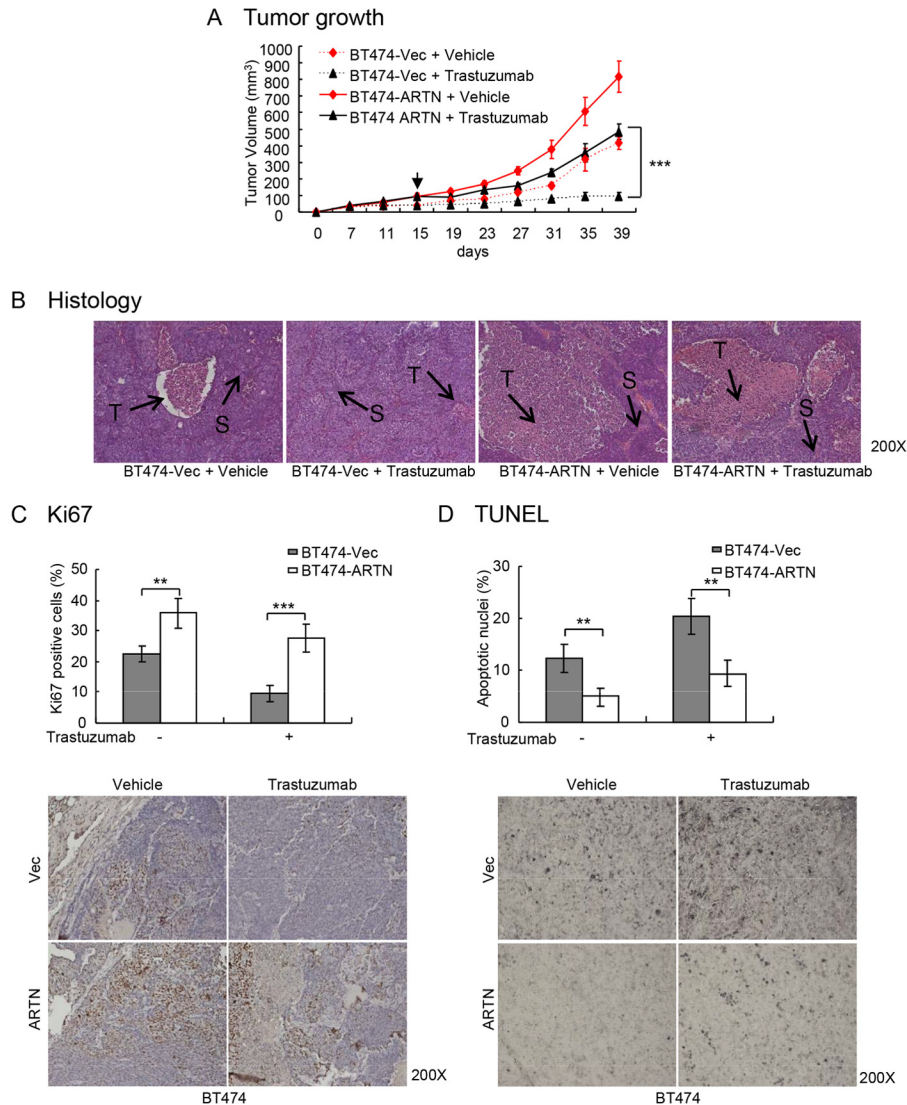 A Tumor growth
Tumor Volume (mm³)
1000
900
800
700
600
500
400
300
200
100
0
BT474-Vec + Vehicle
BT474-Vec + Trastuzumab
BT474-ARTN + Vehicle
BT474 ARTN + Trastuzumab
***
0 7 11 15 19 23 27 31 35 39
days
B Histology
T S
S T
T S
T S
BT474-Vec + Vehicle BT474-Vec + Trastuzumab BT474-ARTN + Vehicle BT474-ARTN + Trastuzumab
200X
C Ki67
BT474-Vec
BT474-ARTN
Ki67 positive cells (%)
50
40
30
20
10
0
**
***
Trastuzumab - +
Vehicle Trastuzumab
Vec
ARTN
200X
BT474
D TUNEL
BT474-Vec
BT474-ARTN
Apoptotic nuclei (%)
30
20
10
0
**
**
Trastuzumab - +
Vehicle Trastuzumab
Vec
ARTN
200X
BT474